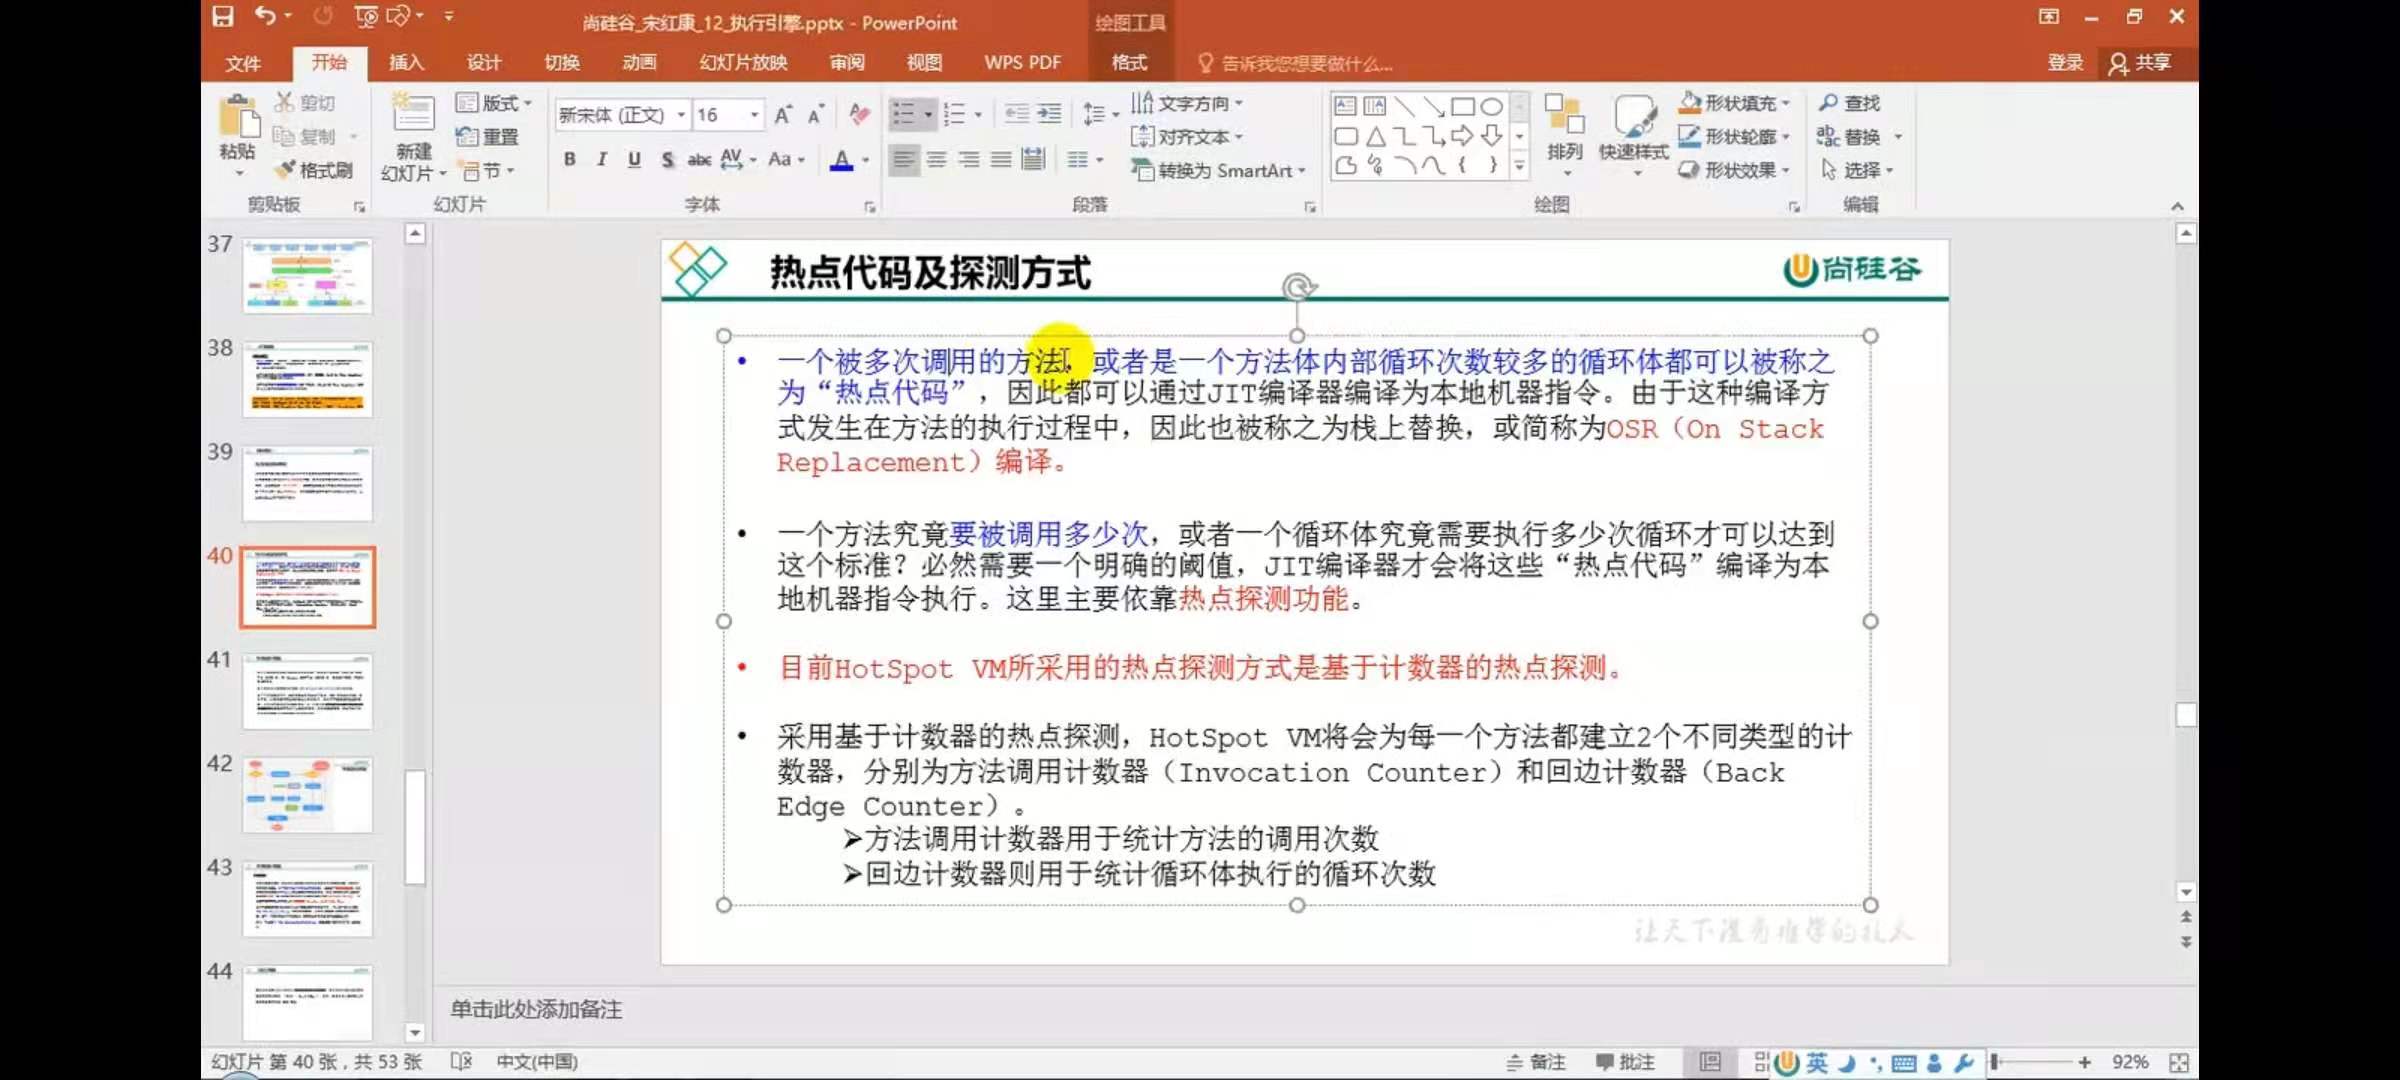 尚硅谷_宋红康_12_执行引擎.pptx - PowerPoint
绘图工具
文件 开始 插入 设计 切换 动画 幻灯片放映 审阅 视图 WPS PDF 格式 告诉我您想要做什么... 登录 共享
粘贴
剪切
复制
格式刷
剪贴板
新建
幻灯片
版式
重置
节
幻灯片
新宋体 (正文) 16
B I U S abc AV Aa A
字体
文字方向
对齐文本
转换为 SmartArt
段落
排列
快速样式
形状填充
形状轮廓
形状效果
绘图
查找
替换
选择
编辑
37
38
39
40
41
42
43
44
热点代码及探测方式
尚硅谷
• 一个被多次调用的方法，或者是一个方法体内部循环次数较多的循环体都可以被称之
为“热点代码”，因此都可以通过JIT编译器编译为本地机器指令。由于这种编译方
式发生在方法的执行过程中，因此也被称之为栈上替换，或简称为OSR（On Stack
Replacement）编译。
• 一个方法究竟要被调用多少次，或者一个循环体究竟需要执行多少次循环才可以达到
这个标准？必然需要一个明确的阈值，JIT编译器才会将这些“热点代码”编译为本
地机器指令执行。这里主要依靠热点探测功能。
• 目前HotSpot VM所采用的热点探测方式是基于计数器的热点探测。
• 采用基于计数器的热点探测，HotSpot VM将会为每一个方法都建立2个不同类型的计
数器，分别为方法调用计数器（Invocation Counter）和回边计数器（Back
Edge Counter）。
➢方法调用计数器用于统计方法的调用次数
➢回边计数器则用于统计循环体执行的循环次数
让天下没有难学的技术
单击此处添加备注
幻灯片 第 40 张，共 53 张 中文(中国) 备注 批注 英 92%